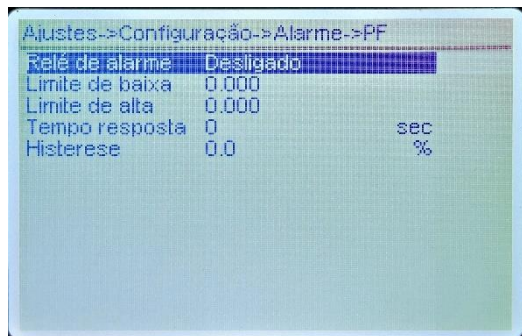 Ajustes->Configuração->Alarme->PF
Relé de alarme Desligado
Limite de baixa 0.000
Limite de alta 0.000
Tempo resposta 0 sec
Histerese 0.0 %